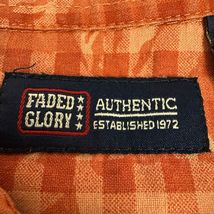 FADED
GLORY
AUTHENTIC
ESTABLISHED 1972